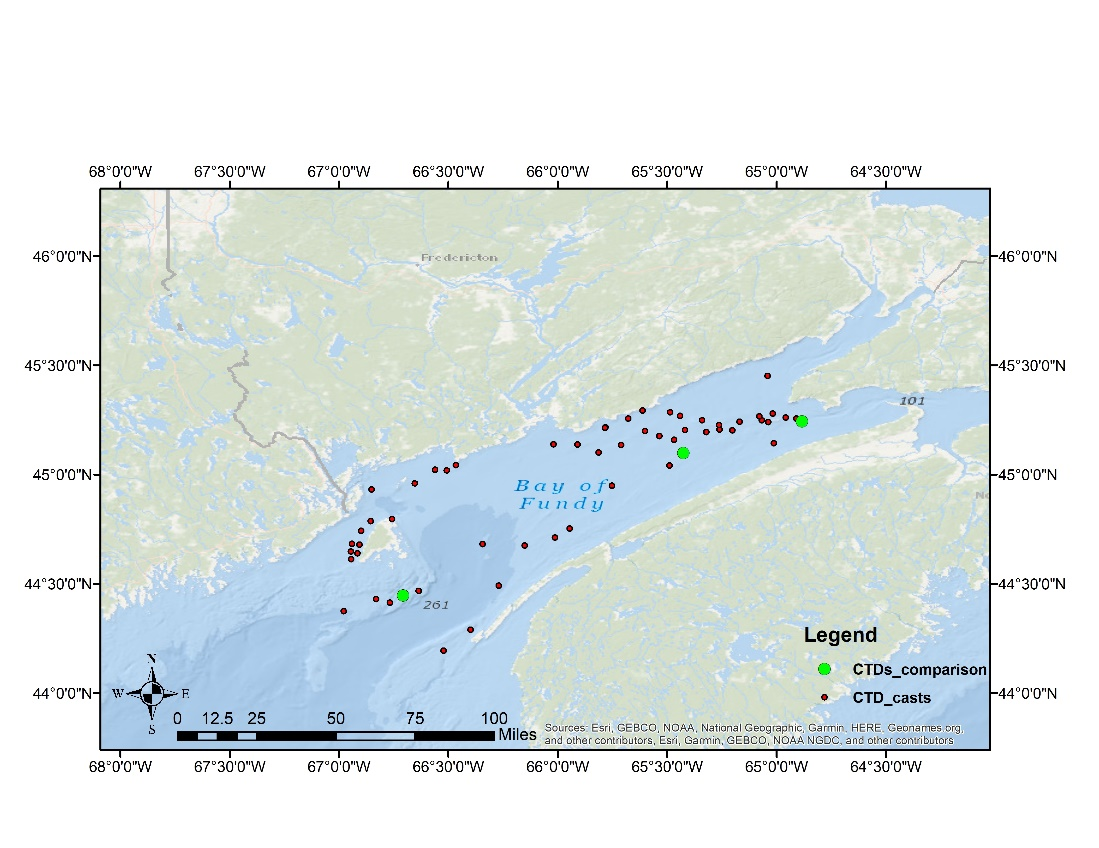 68°0'0"W 67°30'0"W 67°0'0"W 66°30'0"W 66°0'0"W 65°30'0"W 65°0'0"W 64°30'0"W
46°0'0"N 46°0'0"N
Fredericton
45°30'0"N 45°30'0"N
101
45°0'0"N 45°0'0"N
Bay of
Fundy
44°30'0"N 44°30'0"N
261
Legend
CTDs_comparison
CTD_casts
44°0'0"N 44°0'0"N
N
W E
S
0 12.5 25 50 75 100
Miles
Sources: Esri, GEBCO, NOAA, National Geographic, Garmin, HERE, Geonames.org,
and other contributors, Esri, Garmin, GEBCO, NOAA NGDC, and other contributors
68°0'0"W 67°30'0"W 67°0'0"W 66°30'0"W 66°0'0"W 65°30'0"W 65°0'0"W 64°30'0"W